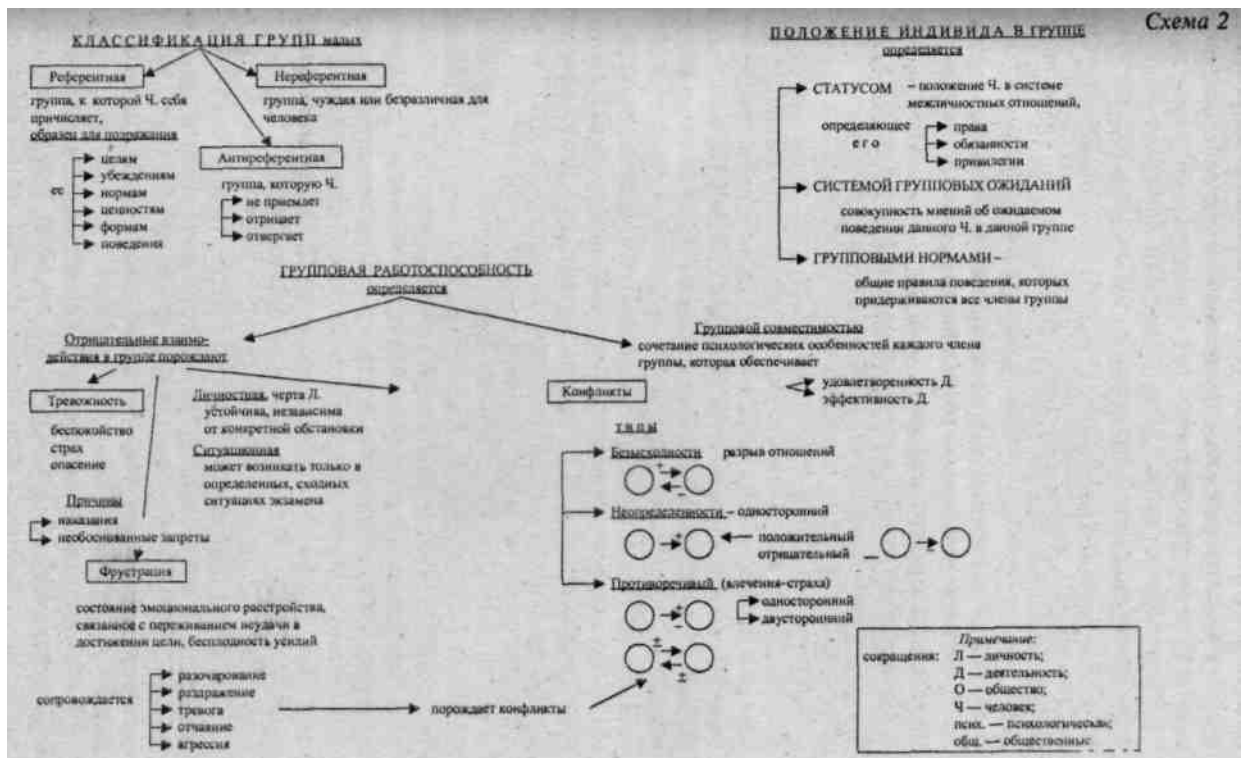 Схема 2
КЛАССИФИКАЦИЯ ГРУПП малых
Референтная
группа, к которой Ч. себя
причисляет,
образец для подражания
ее
целям
убеждениям
нормам
ценностям
формам
поведения
Нереферентная
группа, чуждая или безразличная для
человека
Антиреферентная
группа, которую Ч.
не приемлет
отрицает
отвергает
ПОЛОЖЕНИЕ ИНДИВИДА В ГРУППЕ
определяется
СТАТУСОМ – положение Ч. в системе
межличностных отношений,
определяющее
его
права
обязанности
привилегии
СИСТЕМОЙ ГРУППОВЫХ ОЖИДАНИЙ
совокупность мнений об ожидаемом
поведении данного Ч. в данной группе
ГРУППОВЫМИ НОРМАМИ –
общие правила поведения, которых
придерживаются все члены группы
ГРУППОВАЯ РАБОТОСПОСОБНОСТЬ
определяется
Отрицательные взаимо-
действия в группе порождают
Тревожность
беспокойство
страх
опасение
Причины
наказания
необоснованные запреты
Личностная, черта Л.
устойчива, независима
от конкретной обстановки
Ситуационная
может возникать только в
определенных, сходных
ситуациях экзамена
Фрустрация
состояние эмоционального расстройства,
связанное с переживанием неудачи в
достижении цели, бесплодность усилий
сопровождается
разочарование
раздражение
тревога
отчаяние
агрессия
порождает конфликты
Групповой совместимостью
сочетание психологических особенностей каждого члена
группы, которая обеспечивает
удовлетворенность Д.
эффективность Д.
Конфликты
типы
Безысходности разрыв отношений
+
–
Неопределенности – односторонний
+
положительный
отрицательный
–
Противоречивый (влечения–страха)
+
–
односторонний
двусторонний
±
±
Примечание:
сокращения: Л — личность;
Д — деятельность;
О — общество;
Ч — человек;
псих. — психологическая;
общ. — общественные